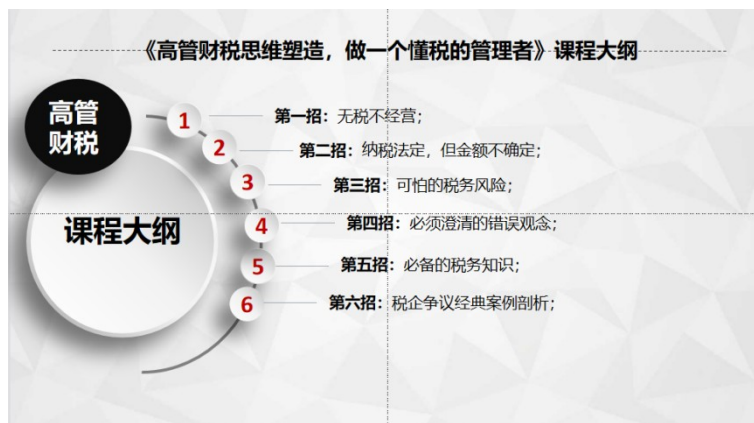 《高管财税思维塑造，做一个懂税的管理者》课程大纲
高管
财税
课程大纲
1 第一招：无税不经营；
2 第二招：纳税法定，但金额不确定；
3 第三招：可怕的税务风险；
4 第四招：必须澄清的错误观念；
5 第五招：必备的税务知识；
6 第六招：税企争议经典案例剖析；